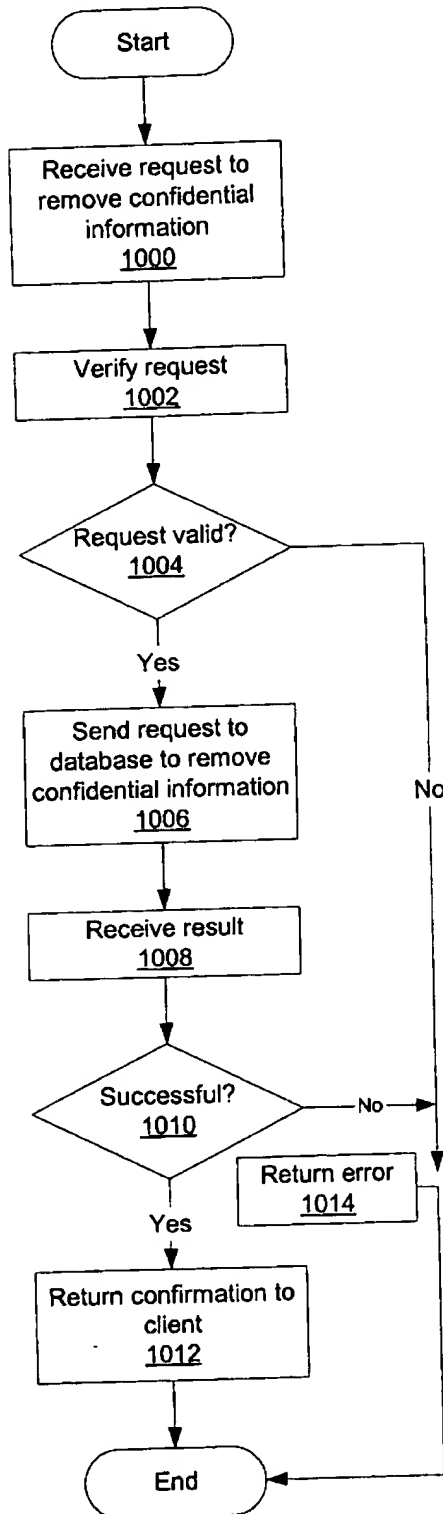 Start
Receive request to
remove confidential
information
1000
Verify request
1002
Request valid?
1004
Yes
No
Send request to
database to remove
confidential information
1006
Receive result
1008
Successful?
1010
No
Yes
Return error
1014
Return confirmation to
client
1012
End